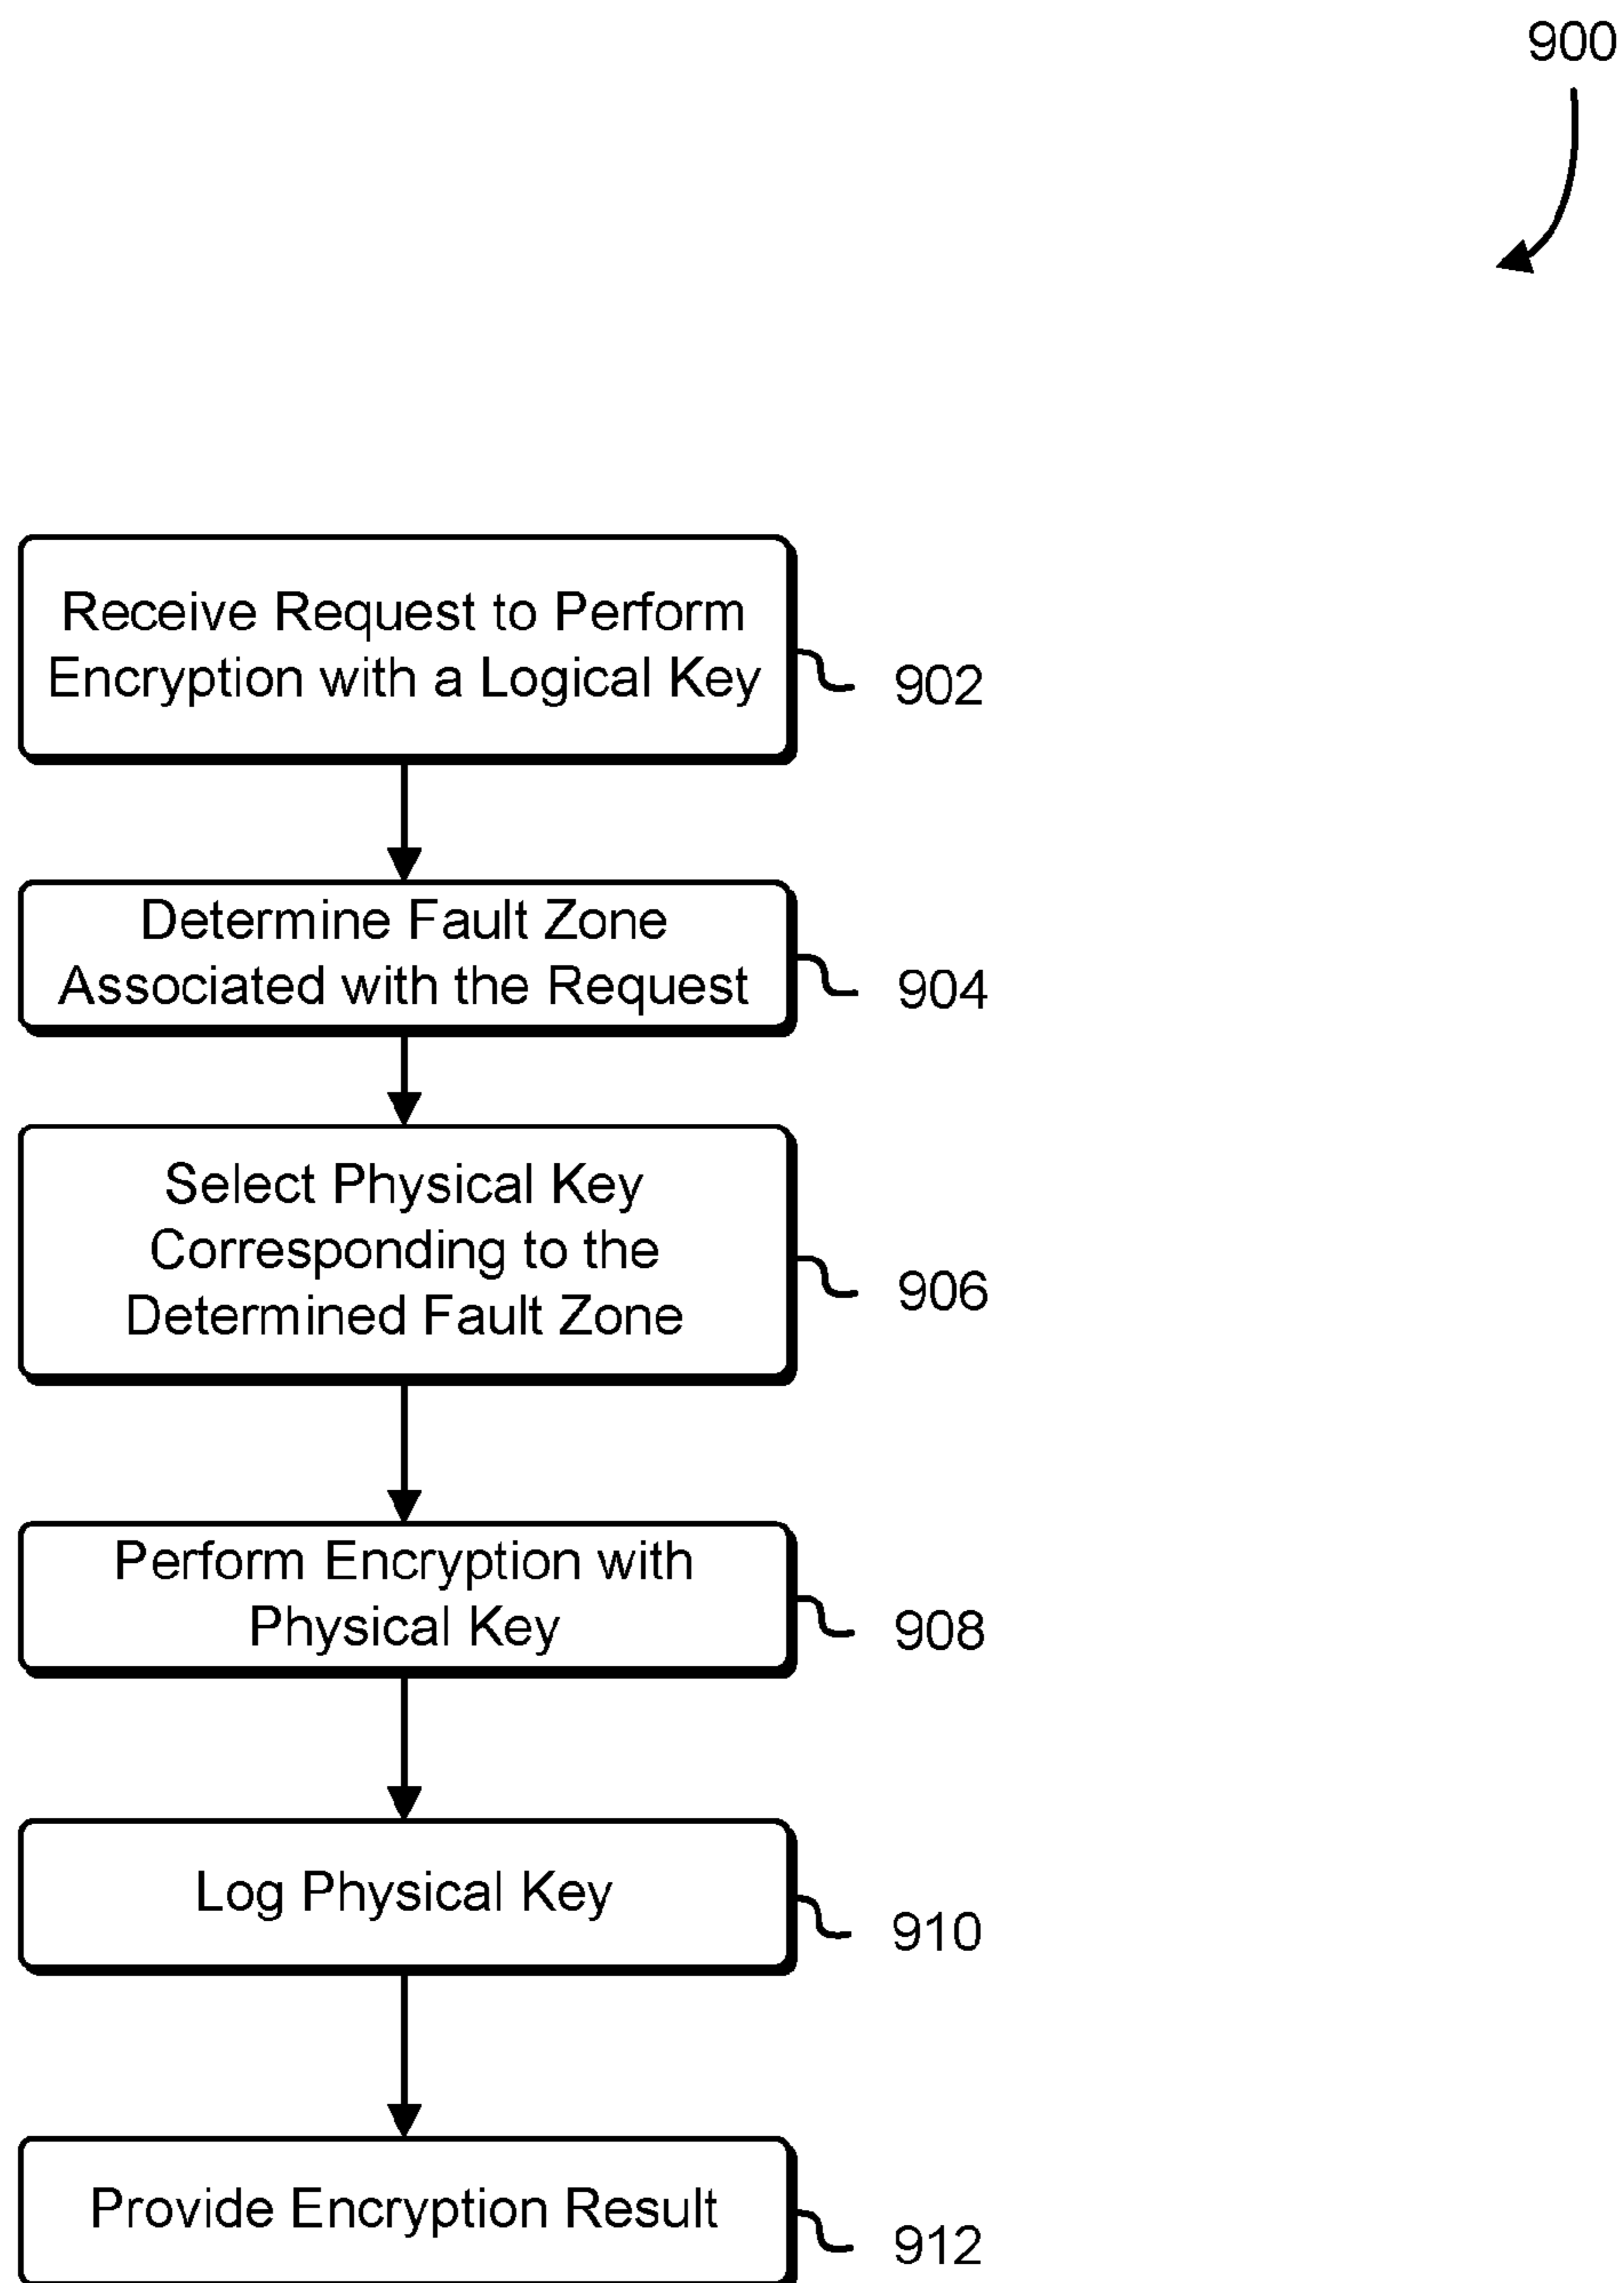 900
Receive Request to Perform
Encryption with a Logical Key
902
Determine Fault Zone
Associated with the Request
904
Select Physical Key
Corresponding to the
Determined Fault Zone
906
Perform Encryption with
Physical Key
908
Log Physical Key
910
Provide Encryption Result
912